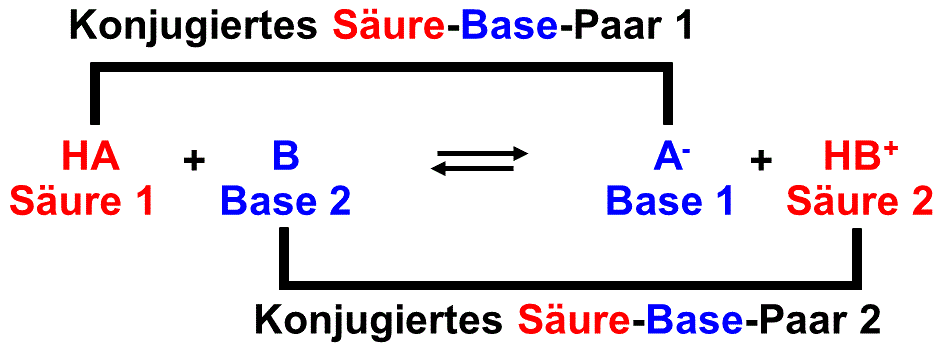 Konjugiertes Säure-Base-Paar 1
HA + B ⇌ A⁻ + HB⁺
Säure 1 Base 2 Base 1 Säure 2
Konjugiertes Säure-Base-Paar 2